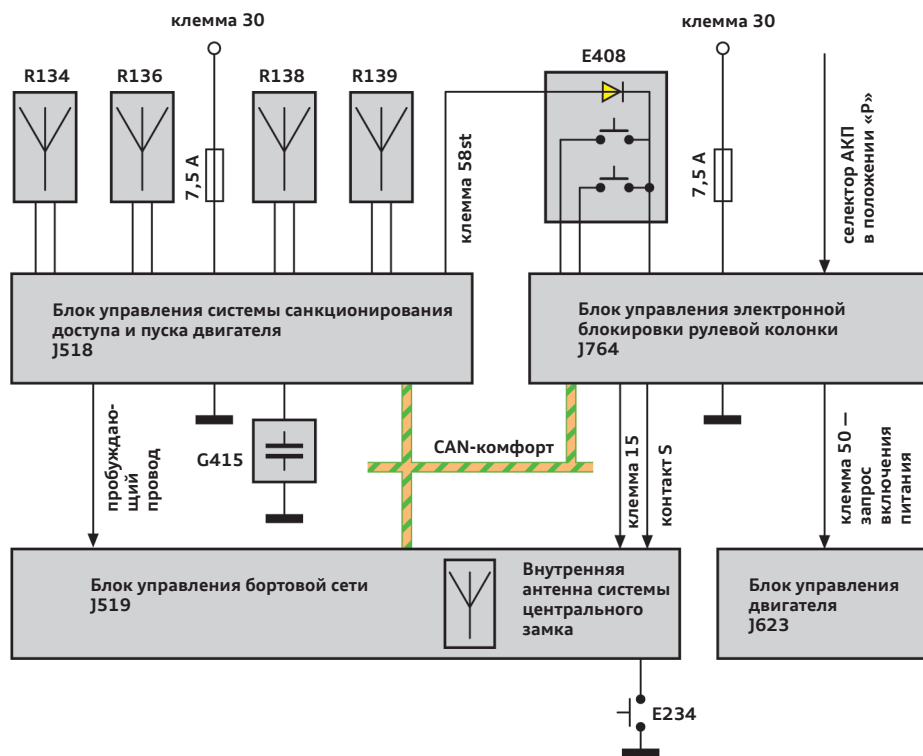 клемма 30
клемма 30
R134
R136
R138
R139
E408
7,5 А
клемма 58st
7,5 А
селектор АКП
в положении «Р»
Блок управления системы санкционирования
доступа и пуска двигателя
J518
Блок управления электронной
блокировки рулевой колонки
J764
пробуждаю-
щий
провод
G415
CAN-комфорт
клемма 15
контакт S
клемма 50 —
запрос
включения
питания
Блок управления бортовой сети
J519
Внутренняя
антенна системы
центрального
замка
Блок управления
двигателя
J623
E234